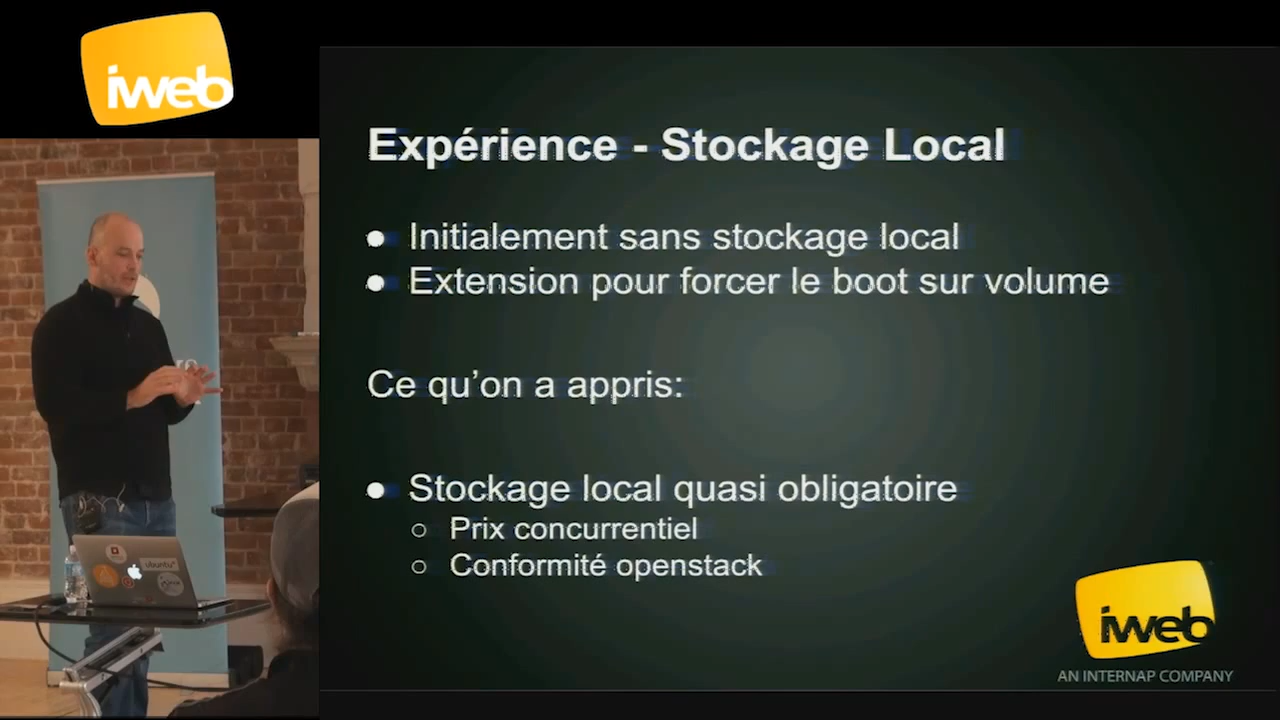 iweb
Expérience - Stockage Local
● Initialement sans stockage local
● Extension pour forcer le boot sur volume
Ce qu'on a appris:
● Stockage local quasi obligatoire
○ Prix concurrentiel
○ Conformité openstack
ubuntu
iweb
AN INTERNAP COMPANY